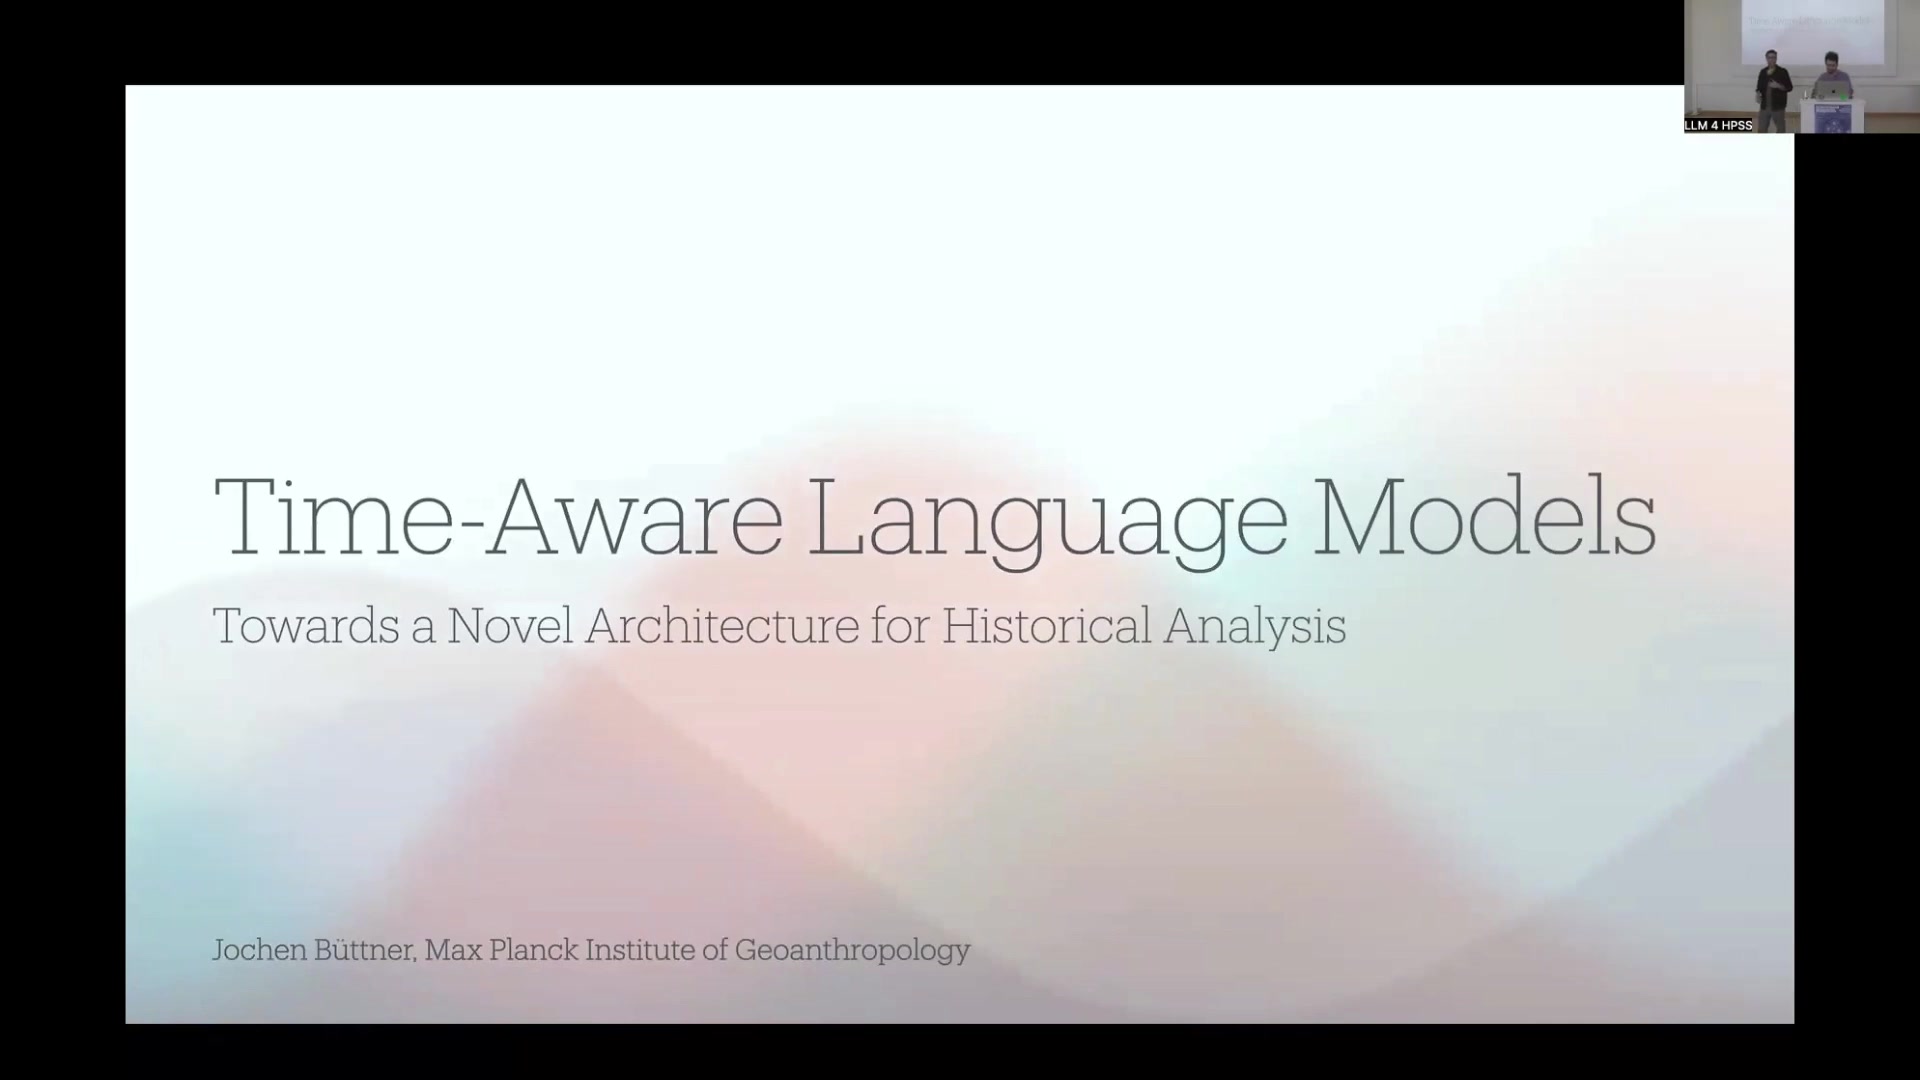 LLM 4 HPSS
Time-Aware Language Models
Towards a Novel Architecture for Historical Analysis
Jochen Büttner, Max Planck Institute of Geoanthropology